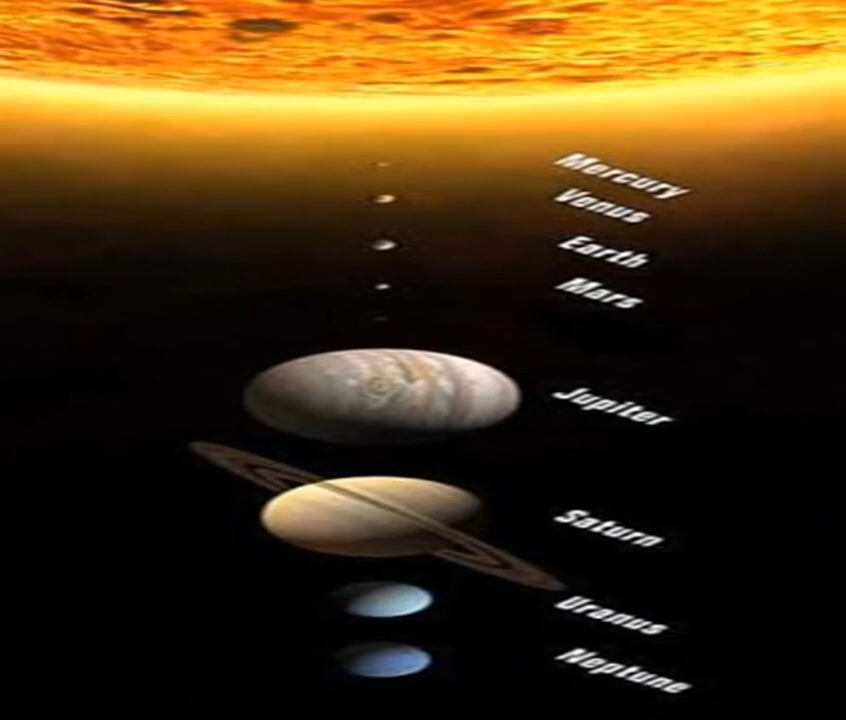 Mercury
Venus
Earth
Mars
Jupiter
Saturn
Uranus
Neptune